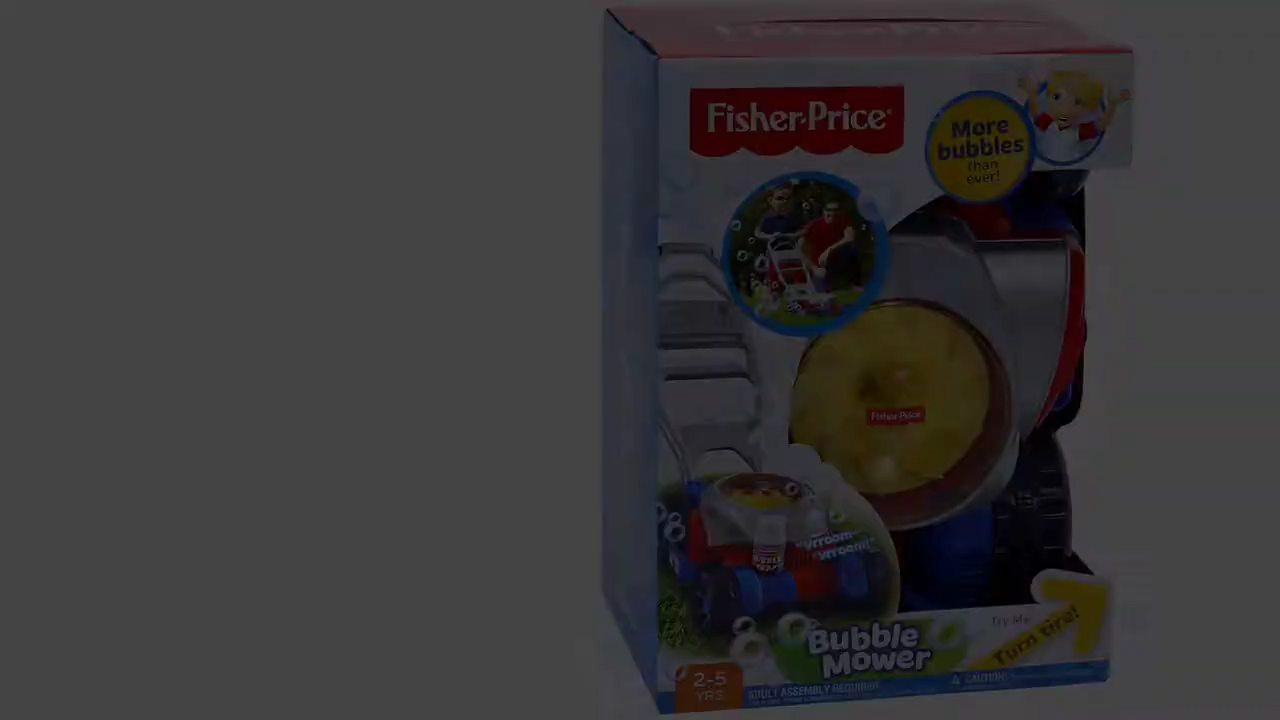 Fisher-Price
More
bubbles
than
ever!
Fisher-Price
"vrroom
vrroom!"
Bubble
Mower
Try Me
Turn tire!
2-5
YRS
ADULT ASSEMBLY REQUIRED
CAUTION: